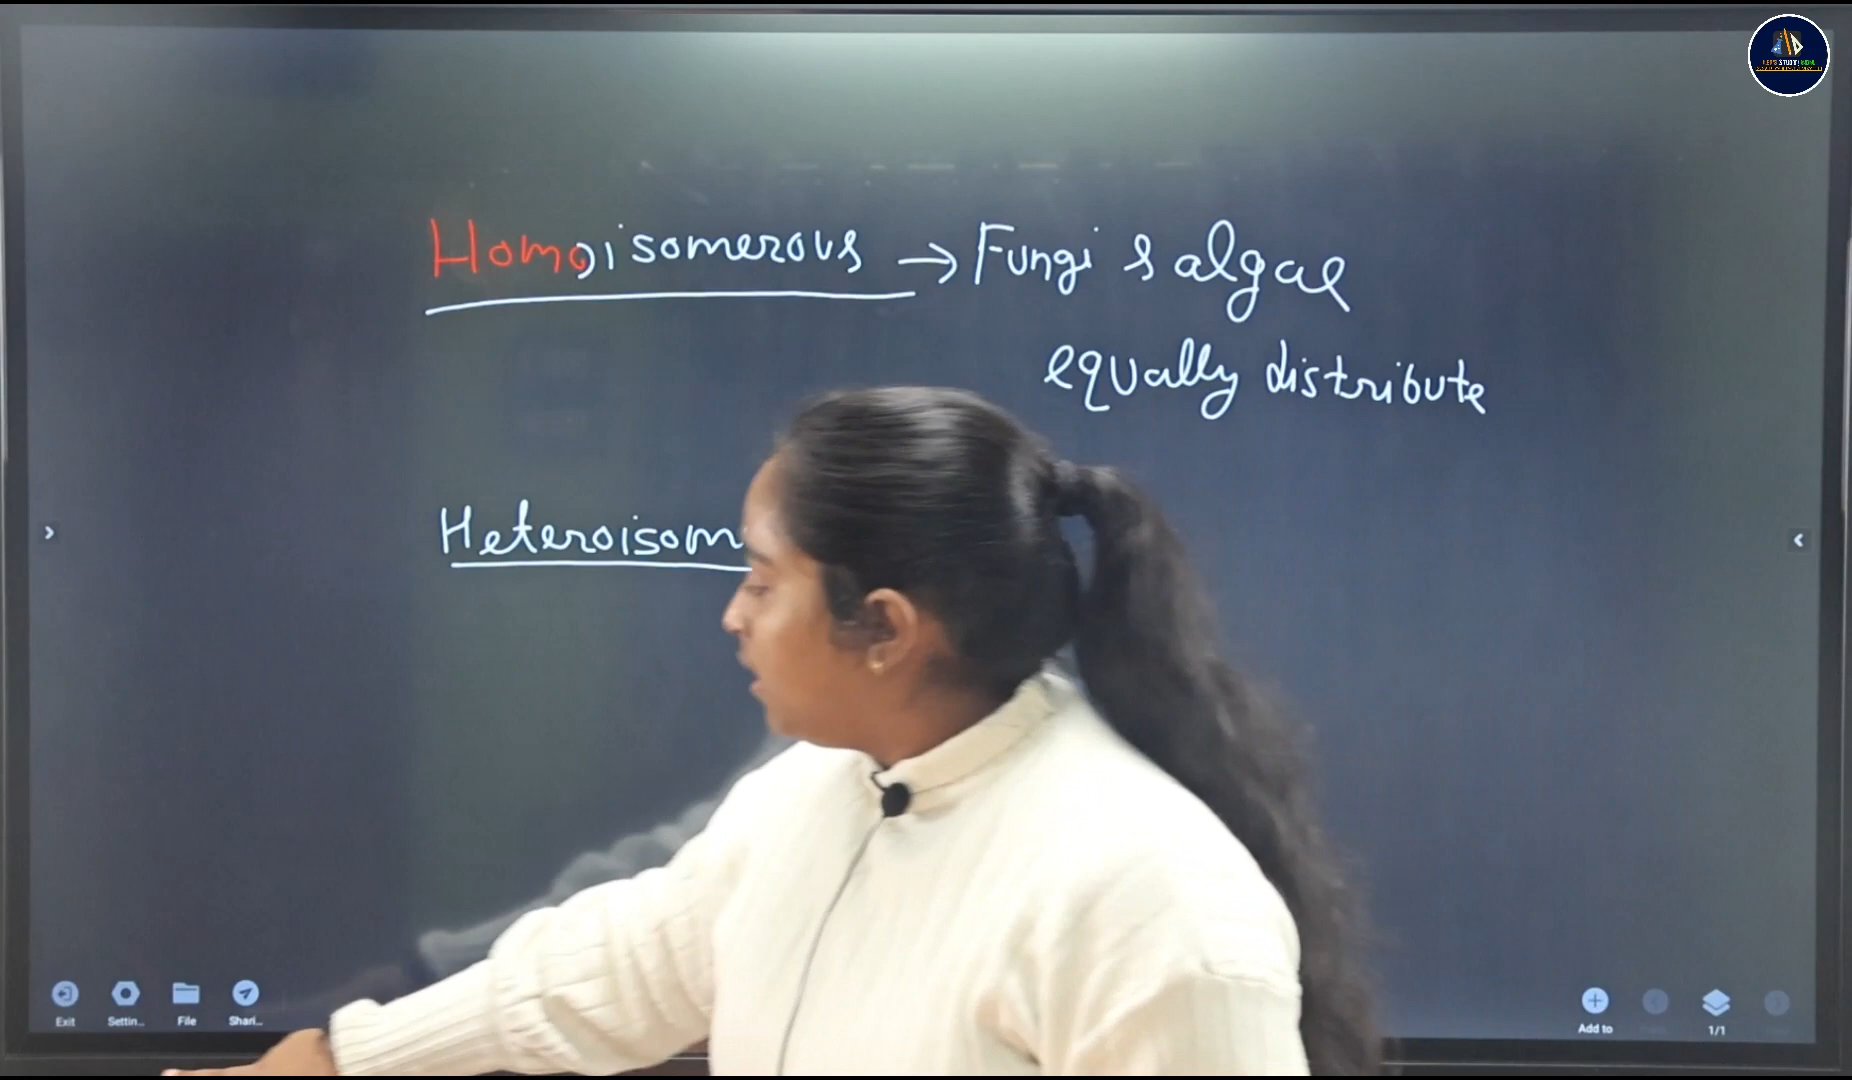 Homoisomerous → Fungi & algae
equally distribute
Heteroisom
Exit
Settin...
File
Shari...
Add to
1/1